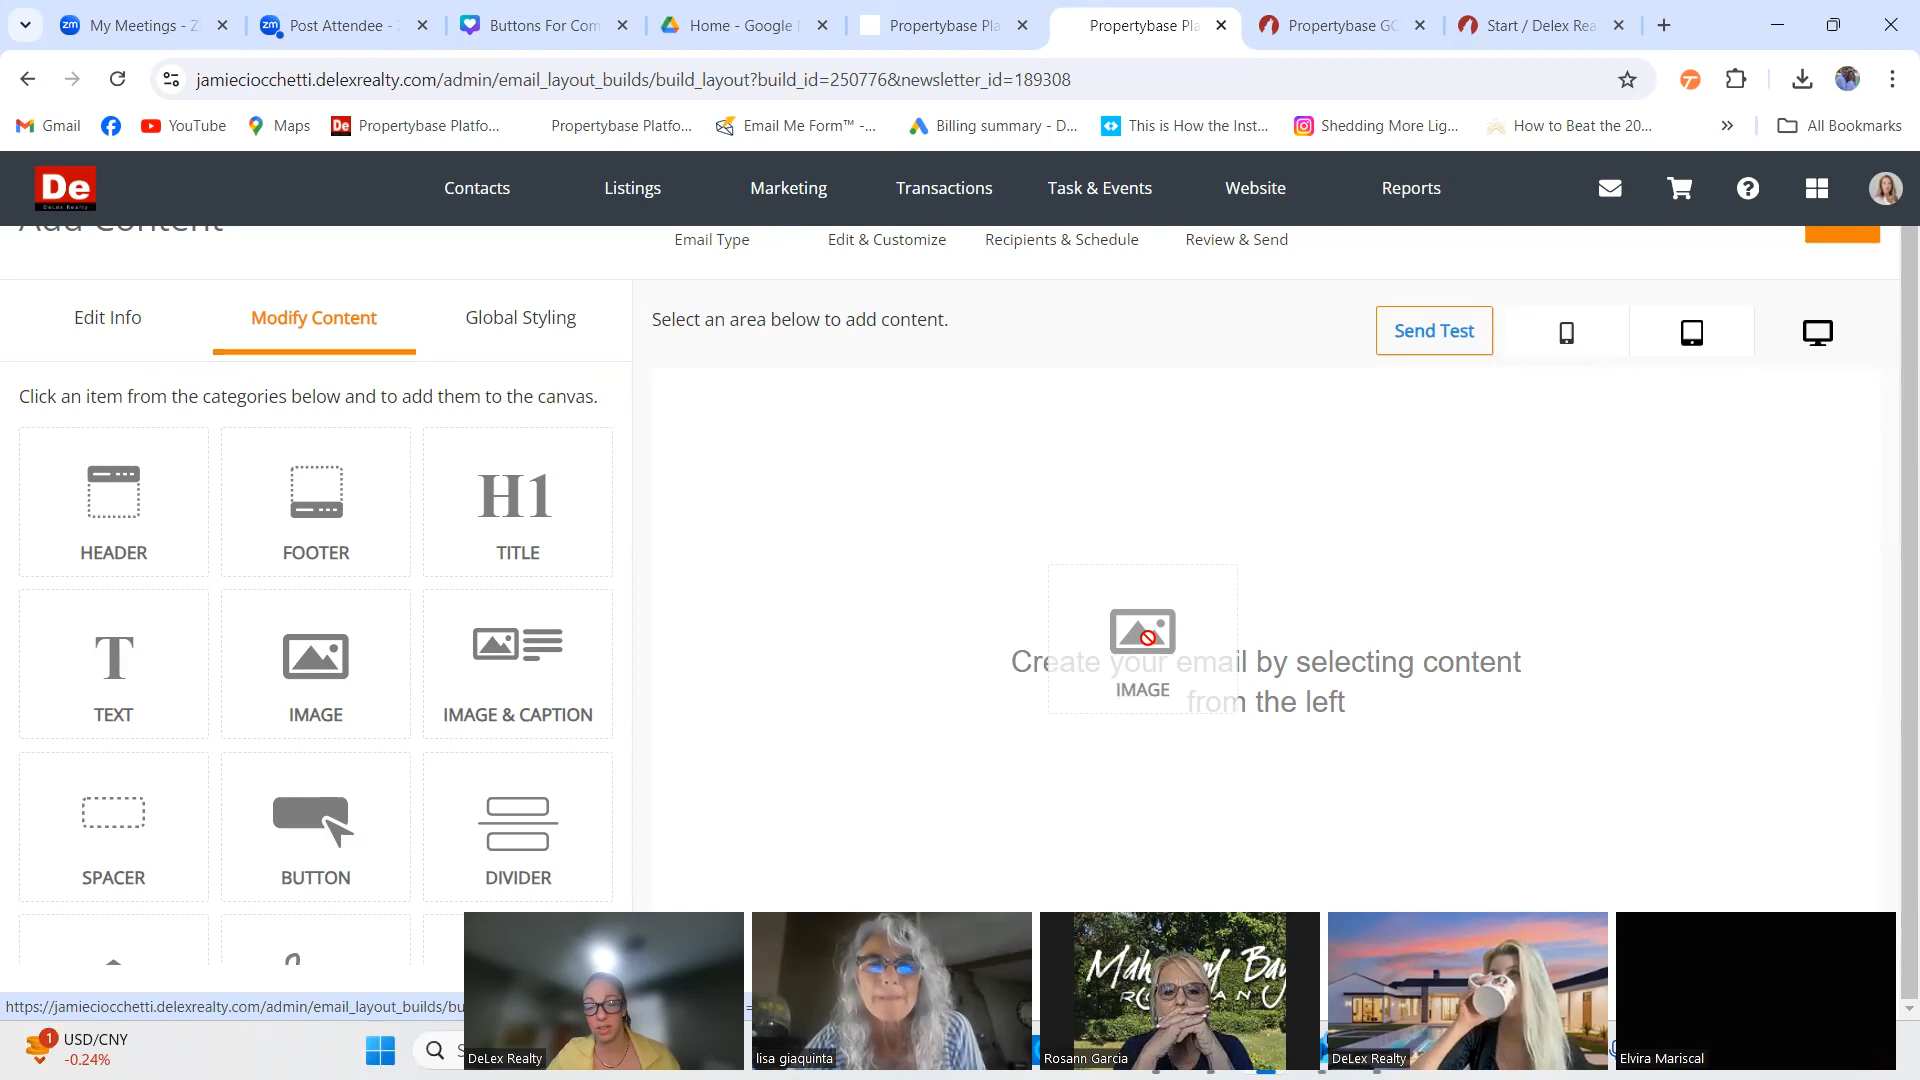 My Meetings - Z
Post Attendee - Z
Buttons For Com
Home - Google D
Propertybase Pla
Propertybase Pla
Propertybase GO
Start / Delex Rea
jamieciocchetti.delexrealty.com/admin/email_layout_builds/build_layout?build_id=250776&newsletter_id=189308
Gmail
YouTube
Maps
De
Propertybase Platfo...
Propertybase Platfo...
Email Me Form™ -...
Billing summary - D...
This is How the Inst...
Shedding More Lig...
How to Beat the 20...
All Bookmarks
De
DeLex Realty
Contacts
Listings
Marketing
Transactions
Task & Events
Website
Reports
Add Content
Email Type
Edit & Customize
Recipients & Schedule
Review & Send
Edit Info
Modify Content
Global Styling
Select an area below to add content.
Send Test
Click an item from the categories below and to add them to the canvas.
HEADER
FOOTER
H1
TITLE
T
TEXT
IMAGE
IMAGE & CAPTION
SPACER
BUTTON
DIVIDER
IMAGE
Create your email by selecting content
from the left
https://jamieciocchetti.delexrealty.com/admin/email_layout_builds/bu
1
USD/CNY
-0.24%
DeLex Realty
lisa giaquinta
Rosann Garcia
DeLex Realty
Elvira Mariscal